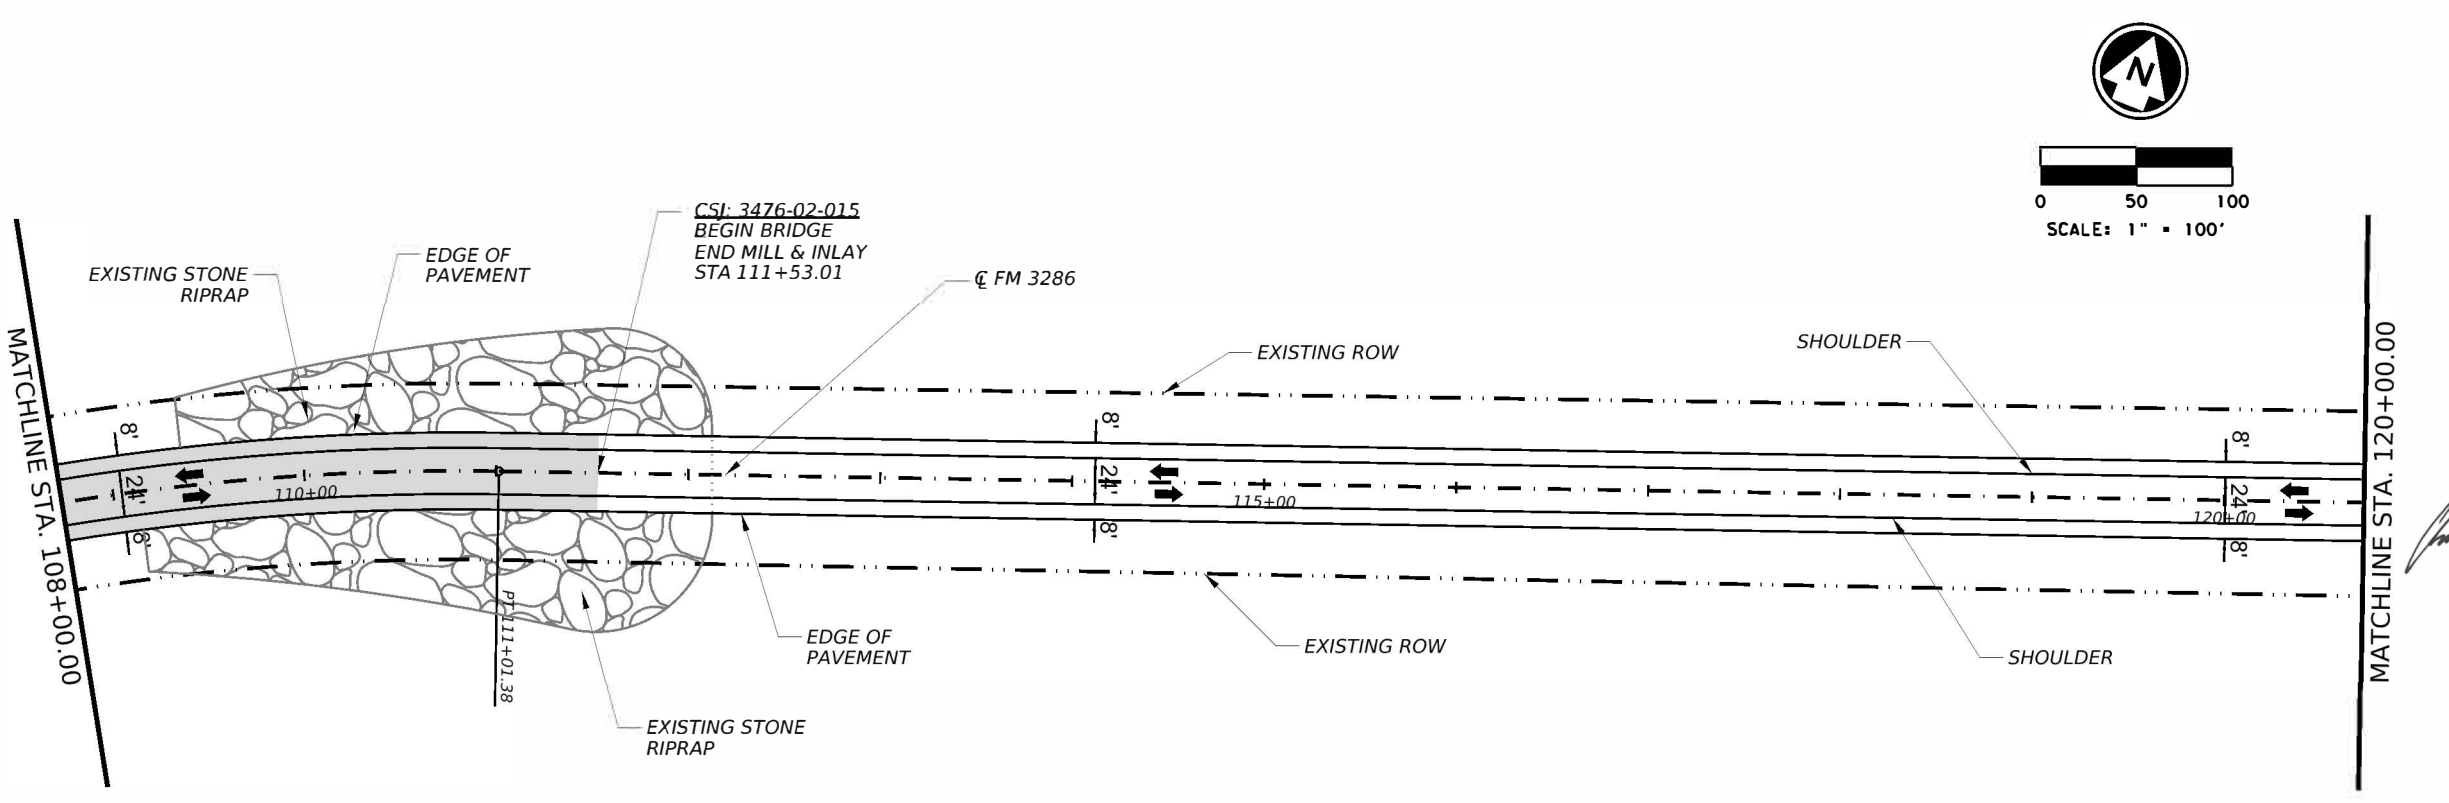 N
0 50 100
SCALE: 1" = 100'
CSJ: 3476-02-015
BEGIN BRIDGE
END MILL & INLAY
STA 111+53.01
EDGE OF
PAVEMENT
EXISTING STONE
RIPRAP
℄ FM 3286
EXISTING ROW
SHOULDER
MATCHLINE STA. 108+00.00
8'
24'
8'
110+00
PT 111+01.38
8'
24'
8'
115+00
8'
24'
8'
120+00
MATCHLINE STA. 120+00.00
EDGE OF
PAVEMENT
EXISTING ROW
SHOULDER
EXISTING STONE
RIPRAP